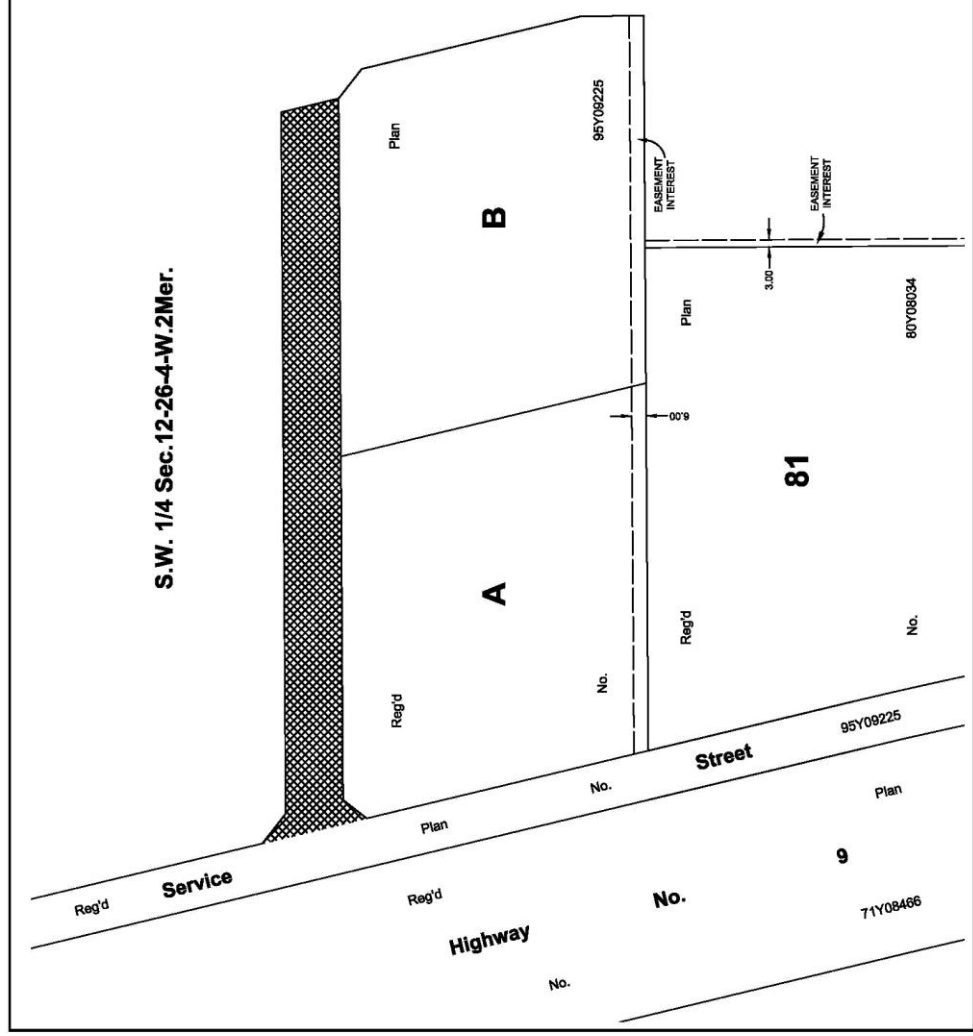 S.W. 1/4 Sec.12-26-4-W.2Mer.
Reg'd Plan
A B
No. 95Y09225
EASEMENT
INTEREST
6.00
EASEMENT
INTEREST
3.00
Reg'd Plan
81
No. 80Y08034
Reg'd Plan No. 95Y09225
Service Street
Reg'd Plan
Highway No. 9
No. 71Y08466